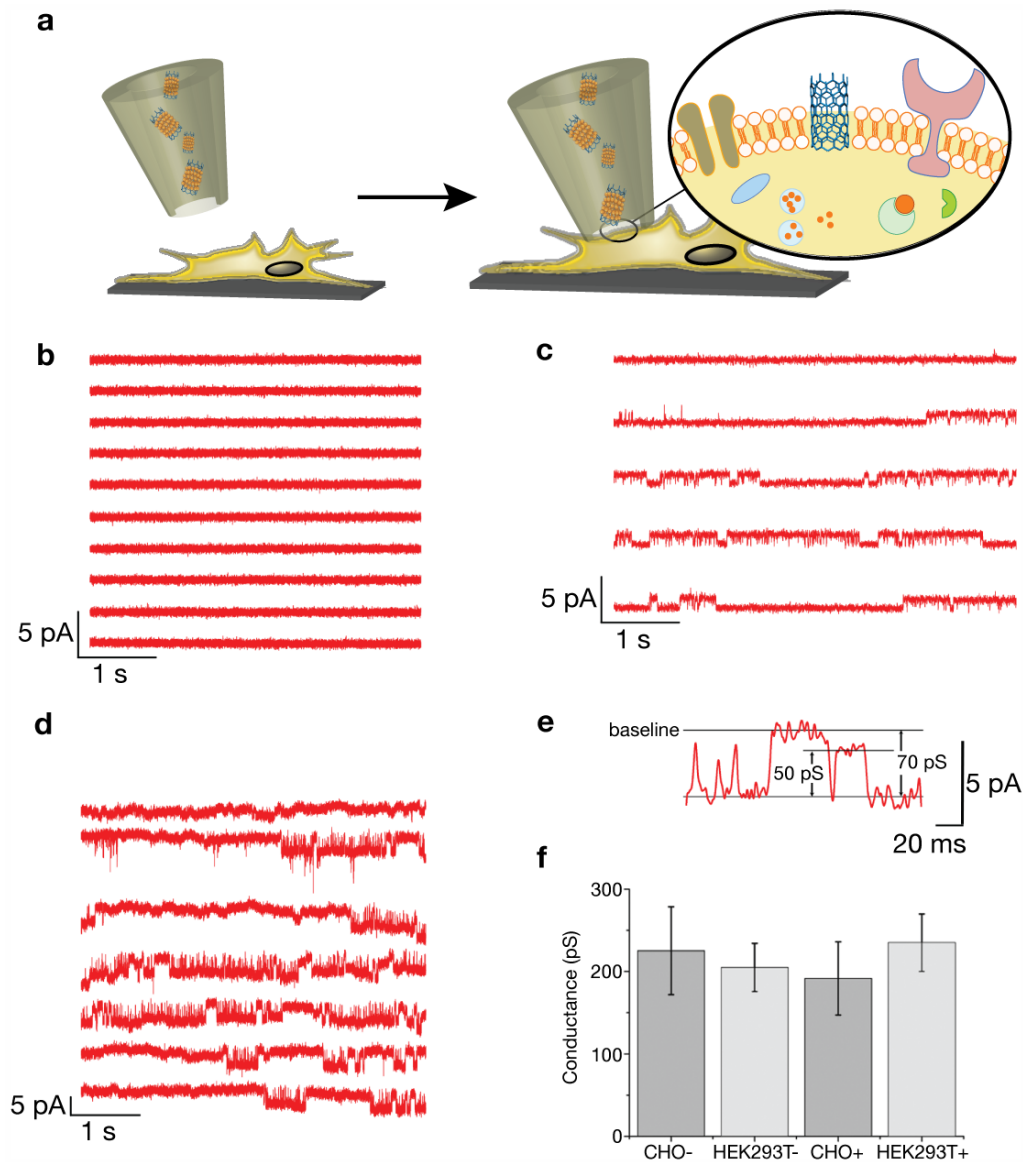 a
b
5 pA
1 s
c
5 pA
1 s
d
5 pA
1 s
e
baseline
50 pS
70 pS
5 pA
20 ms
f
Conductance (pS)
300
200
100
0
CHO- HEK293T- CHO+ HEK293T+